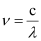 ν = c/λ